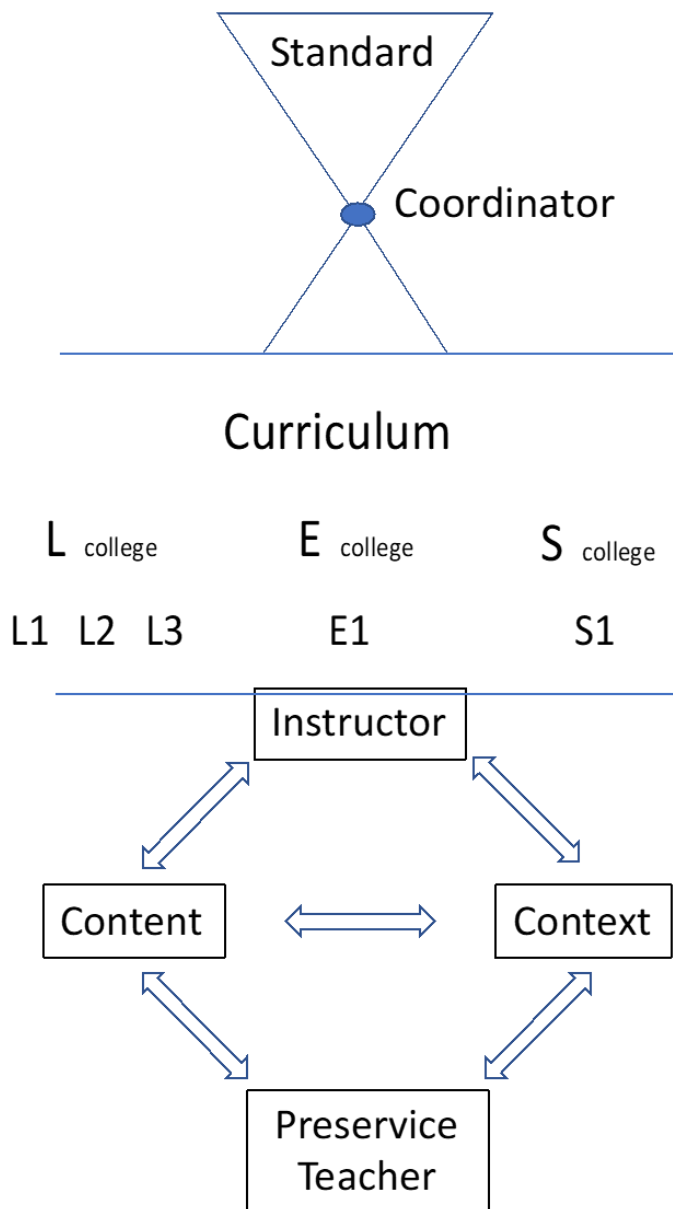 Standard
Coordinator
Curriculum
L college E college S college
L1 L2 L3 E1 S1
Instructor
Content Context
Preservice
Teacher